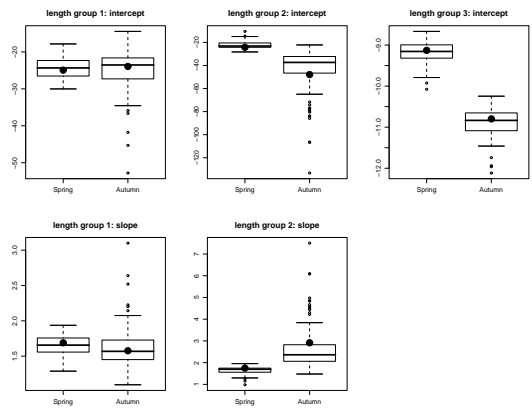 length group 1: intercept
length group 2: intercept
length group 3: intercept
−20
−30
−40
−50
Spring
Autumn
−20
−40
−60
−80
−100
−120
Spring
Autumn
−9.0
−10.0
−11.0
−12.0
Spring
Autumn
length group 1: slope
length group 2: slope
3.0
2.5
2.0
1.5
Spring
Autumn
7
6
5
4
3
2
1
Spring
Autumn